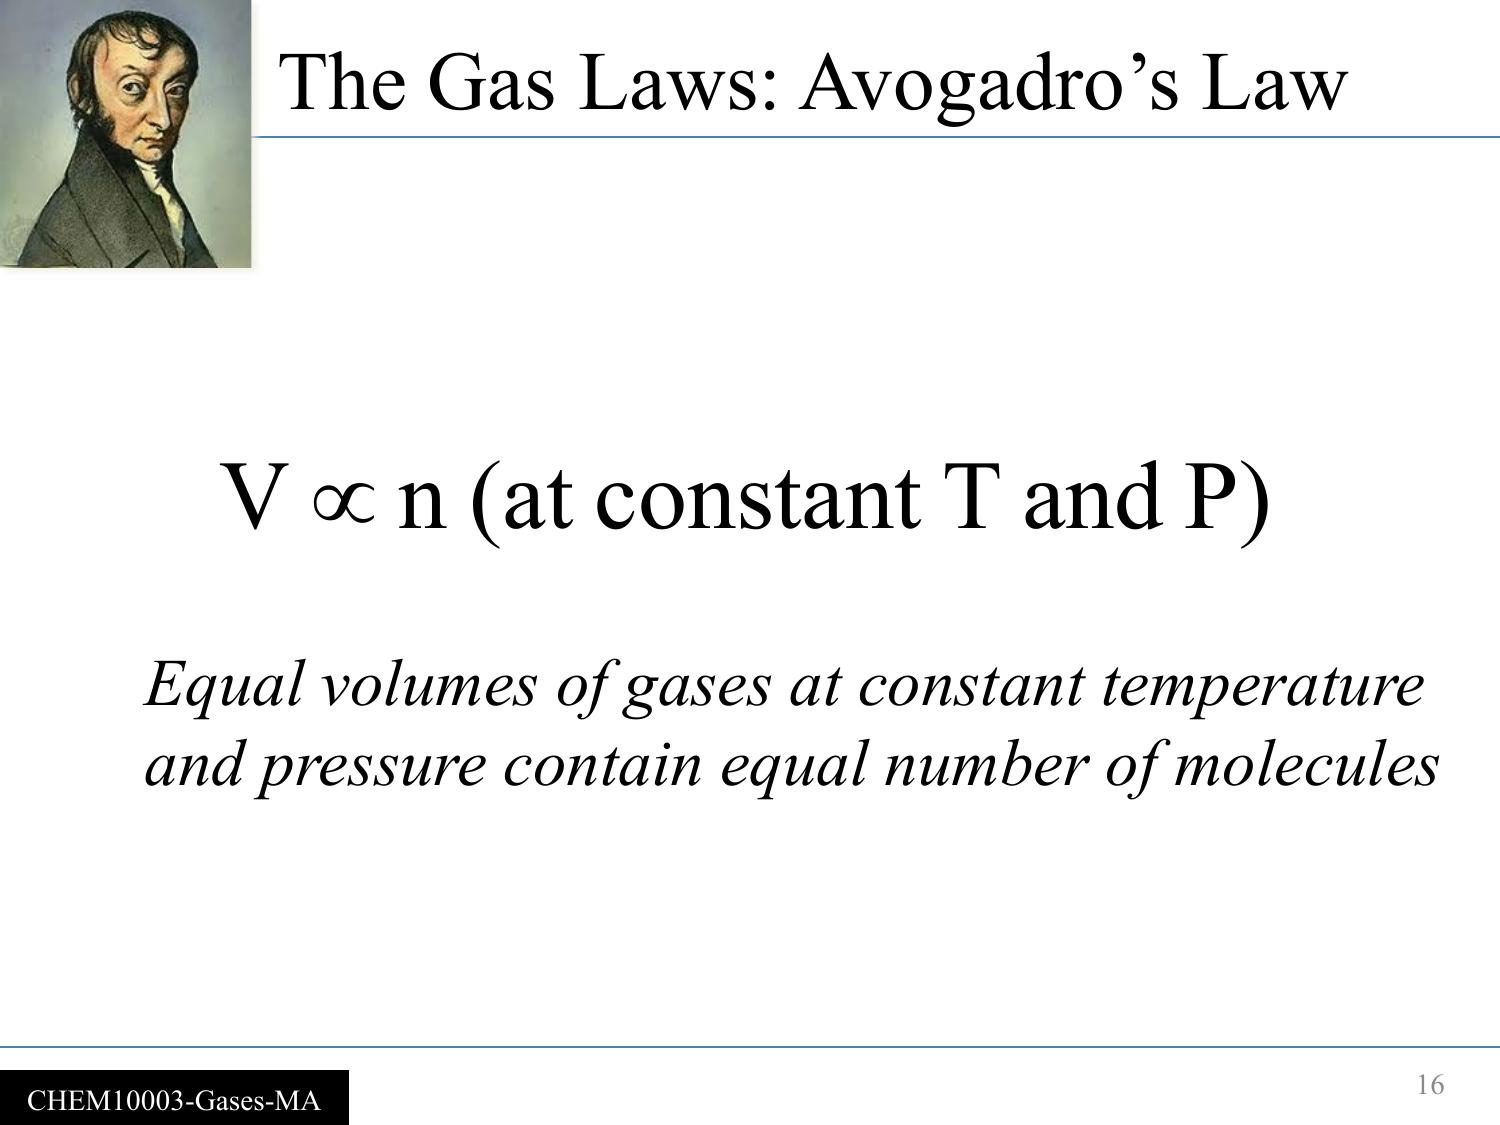 The Gas Laws: Avogadro’s Law
V ∝ n (at constant T and P)
Equal volumes of gases at constant temperature
and pressure contain equal number of molecules
CHEM10003-Gases-MA
16